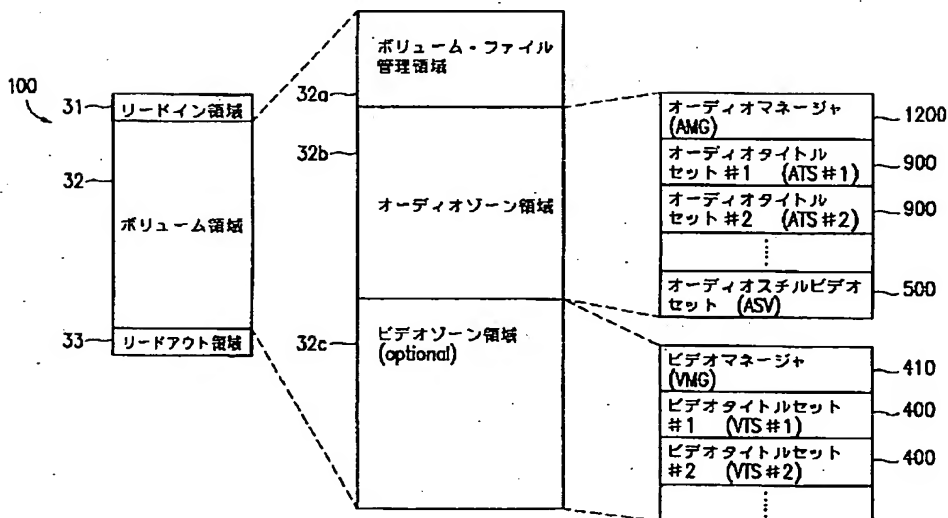 100
31
リードイン領域
32
ボリューム領域
33
リードアウト領域
ボリューム・ファイル
管理領域
32a
32b
オーディオゾーン領域
32c
ビデオゾーン領域
(optional)
オーディオマネージャ
(AMG)
1200
オーディオタイトル
セット#1 (ATS#1)
900
オーディオタイトル
セット#2 (ATS#2)
900
オーディオスチルビデオ
セット (ASV)
500
ビデオマネージャ
(VMG)
410
ビデオタイトルセット
#1 (VTS#1)
400
ビデオタイトルセット
#2 (VTS#2)
400